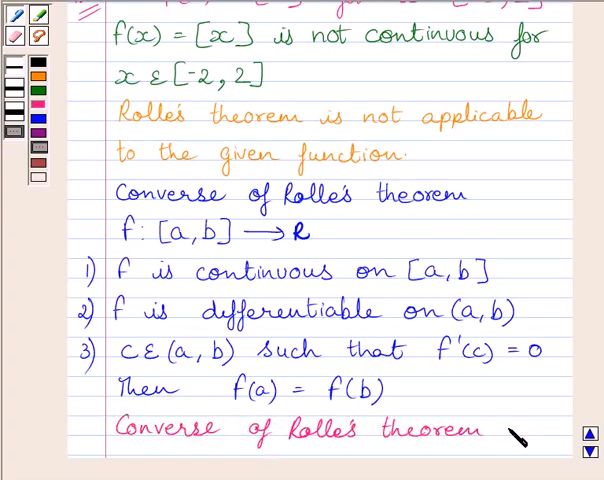 f(x) = [x] is not continuous for
x ε [-2, 2]
Rolle's theorem is not applicable
to the given function.
Converse of Rolle's theorem
f: [a, b] → R
1) f is continuous on [a, b]
2) f is differentiable on (a, b)
3) c ε (a, b) such that f'(c) = 0
Then f(a) = f(b)
Converse of Rolle's theorem